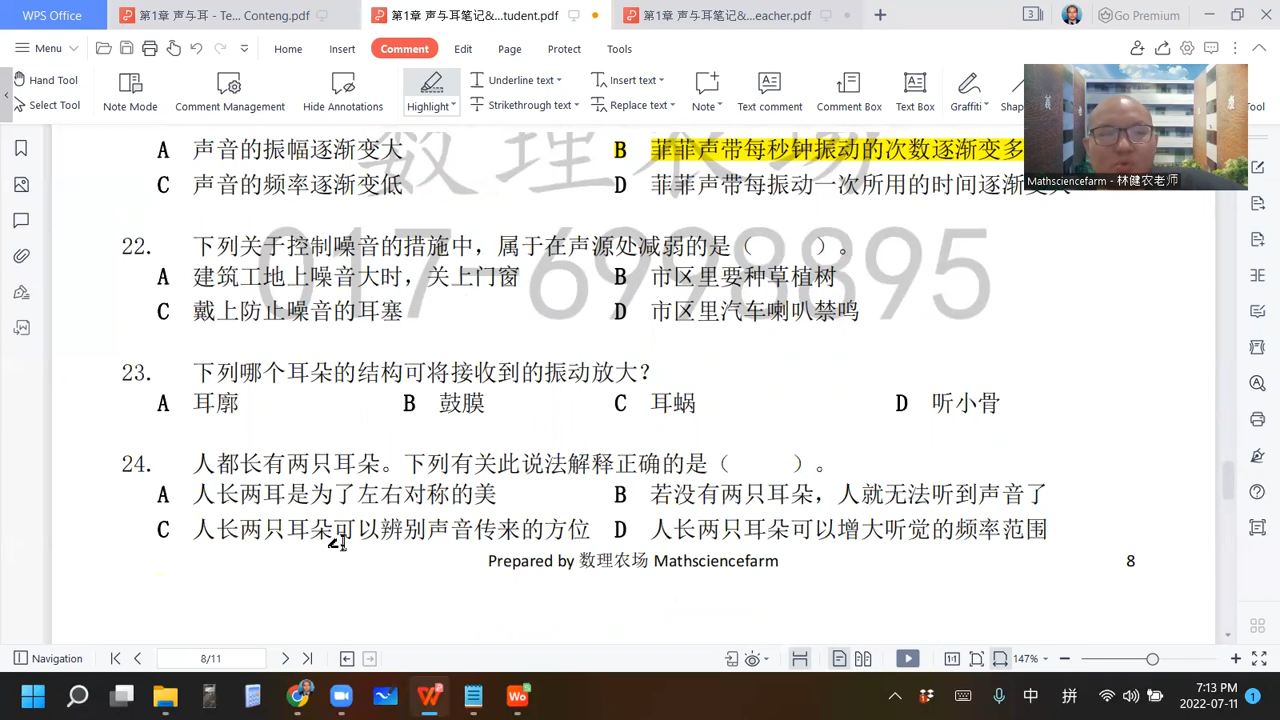 WPS Office
第1章 声与耳 - Te... Conteng.pdf
第1章 声与耳笔记&...tudent.pdf
第1章 声与耳笔记&...eacher.pdf
3
Go Premium
Menu
Home
Insert
Comment
Edit
Page
Protect
Tools
Hand Tool
Select Tool
Note Mode
Comment Management
Hide Annotations
Highlight
Underline text
Strikethrough text
Insert text
Replace text
Note
Text comment
Comment Box
Text Box
Graffiti
Tool
Mathsciencefarm - 林健农老师
数理农场
017-6998895
A 声音的振幅逐渐变大 B 菲菲声带每秒钟振动的次数逐渐变多
C 声音的频率逐渐变低 D 菲菲声带每振动一次所用的时间逐渐变大
22. 下列关于控制噪音的措施中，属于在声源处减弱的是（ ）。
A 建筑工地上噪音大时，关上门窗 B 市区里要种草植树
C 戴上防止噪音的耳塞 D 市区里汽车喇叭禁鸣
23. 下列哪个耳朵的结构可将接收到的振动放大？
A 耳廓 B 鼓膜 C 耳蜗 D 听小骨
24. 人都长有两只耳朵。下列有关此说法解释正确的是（ ）。
A 人长两耳是为了左右对称的美 B 若没有两只耳朵，人就无法听到声音了
C 人长两只耳朵可以辨别声音传来的方位 D 人长两只耳朵可以增大听觉的频率范围
Prepared by 数理农场 Mathsciencefarm 8
Navigation
8/11
147%
中
拼
7:13 PM
2022-07-11